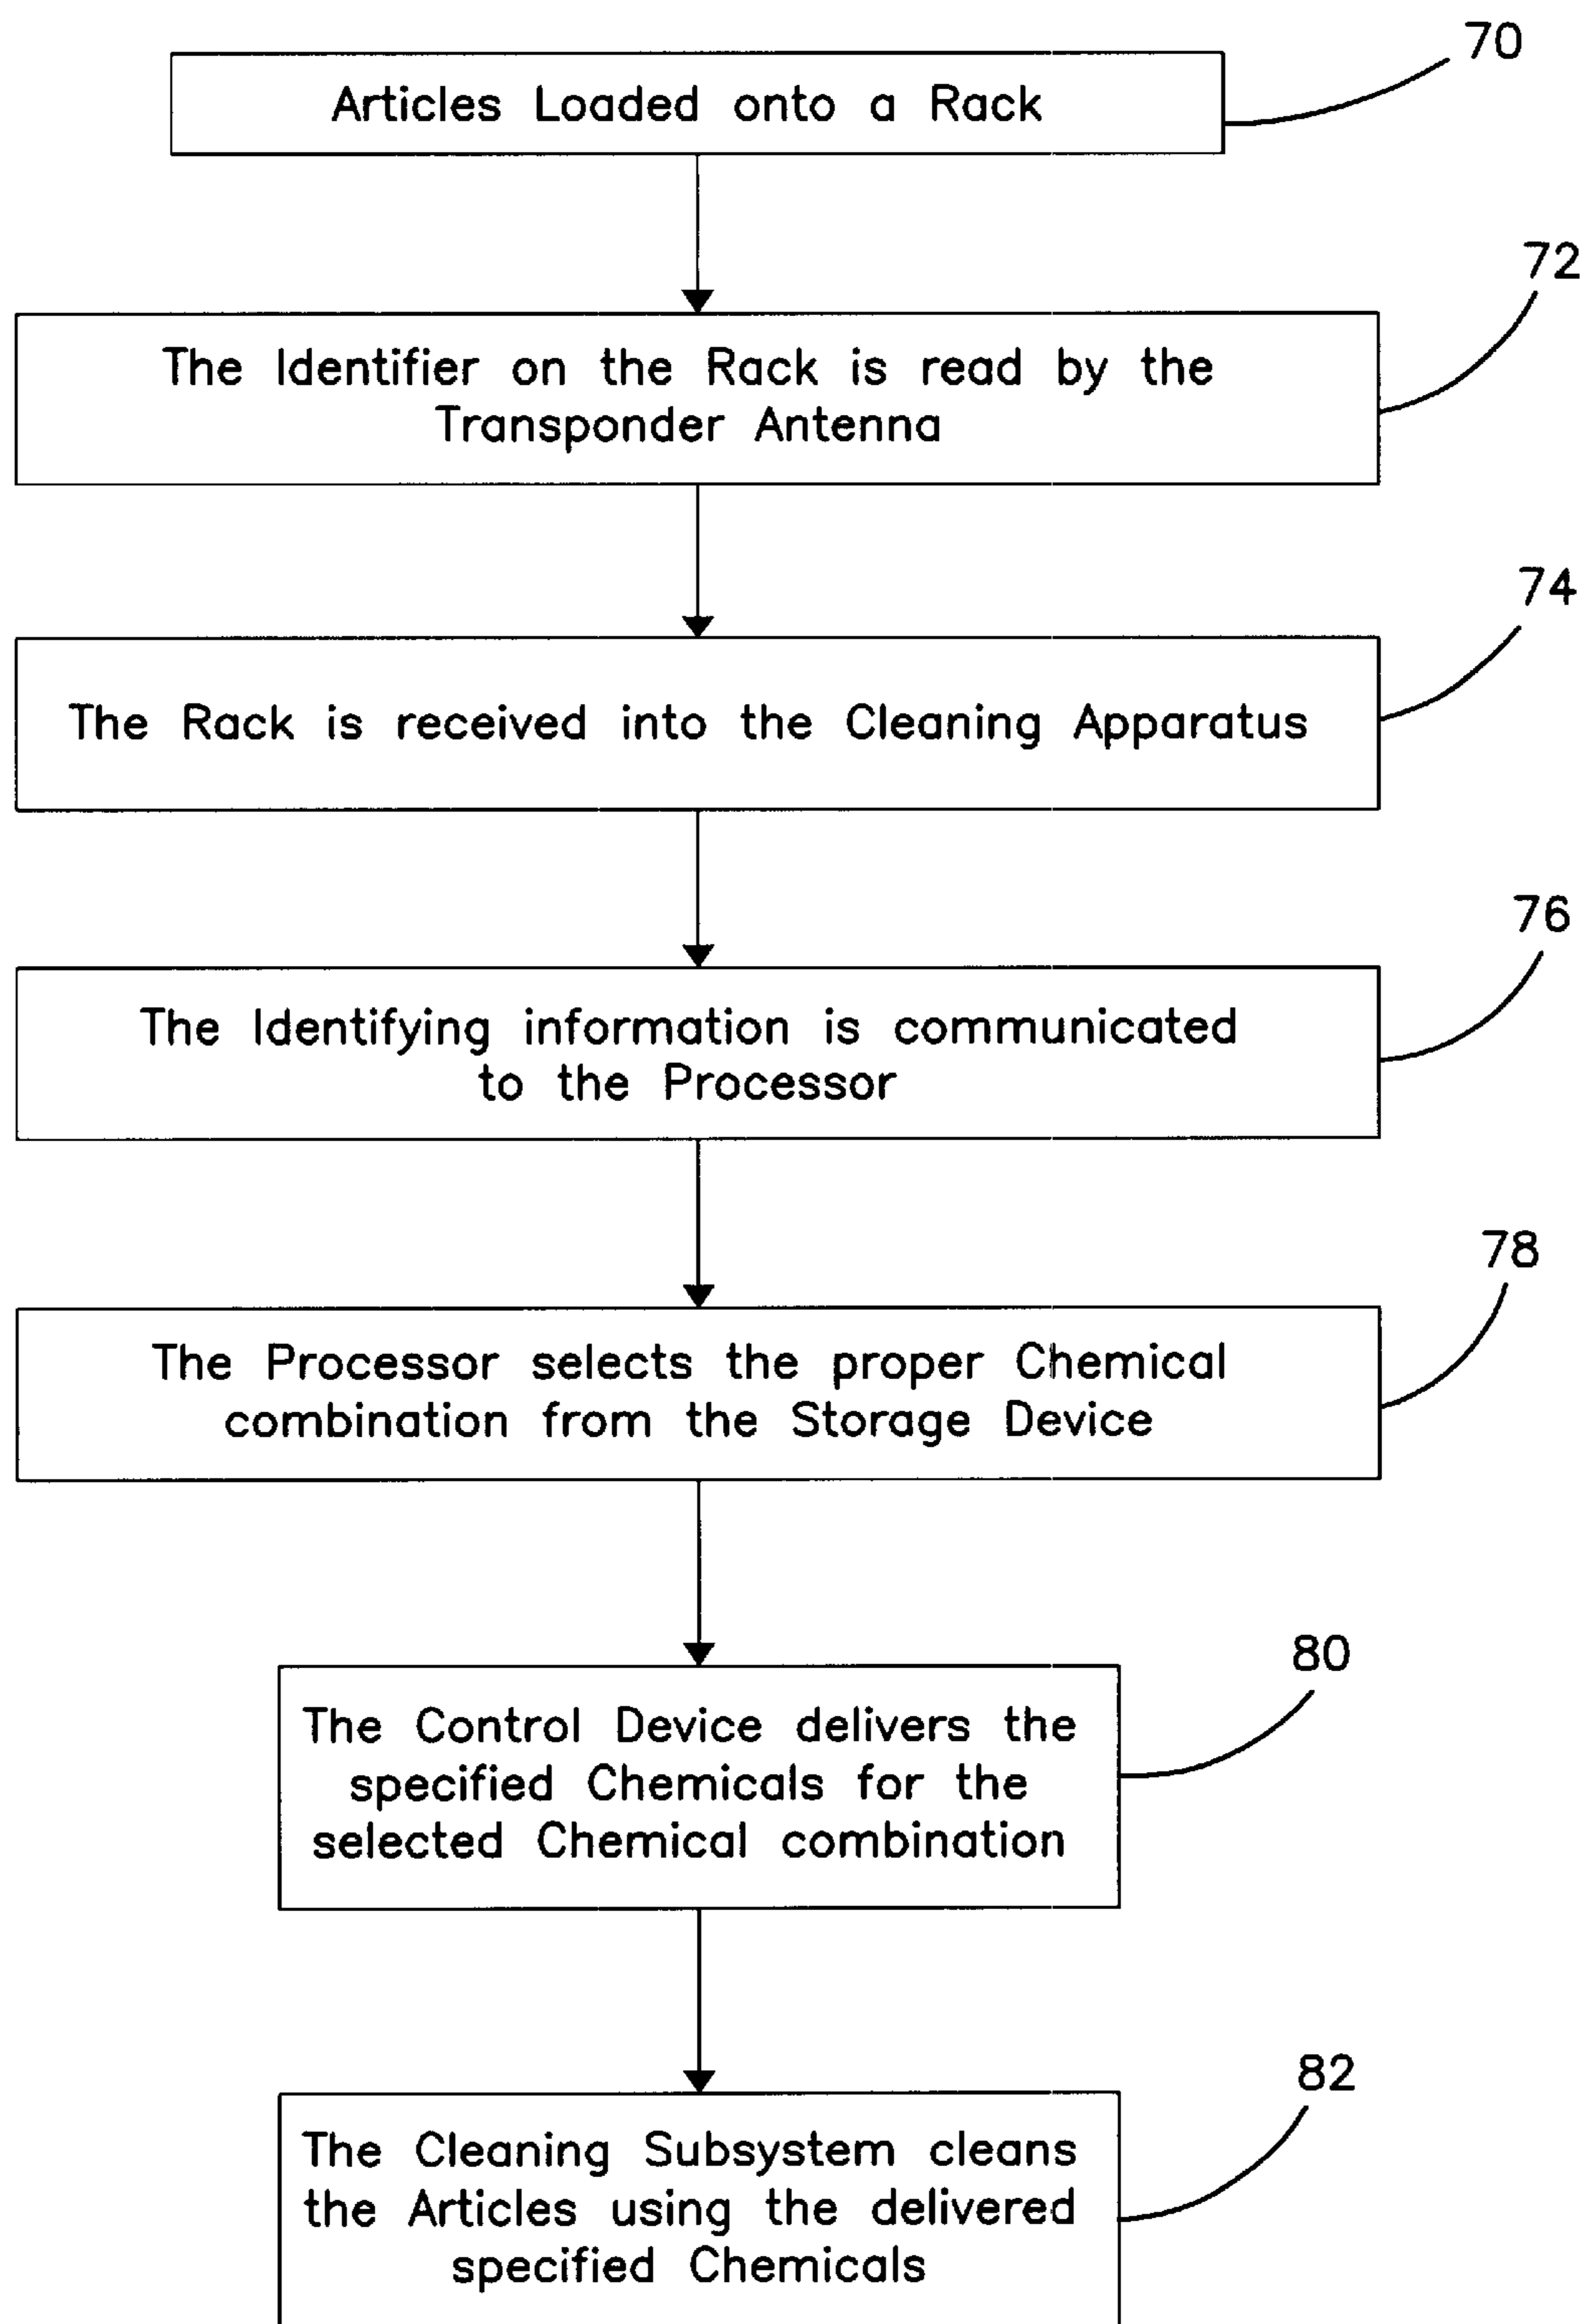 70
Articles Loaded onto a Rack
72
The Identifier on the Rack is read by the
Transponder Antenna
74
The Rack is received into the Cleaning Apparatus
76
The Identifying information is communicated
to the Processor
78
The Processor selects the proper Chemical
combination from the Storage Device
80
The Control Device delivers the
specified Chemicals for the
selected Chemical combination
82
The Cleaning Subsystem cleans
the Articles using the delivered
specified Chemicals